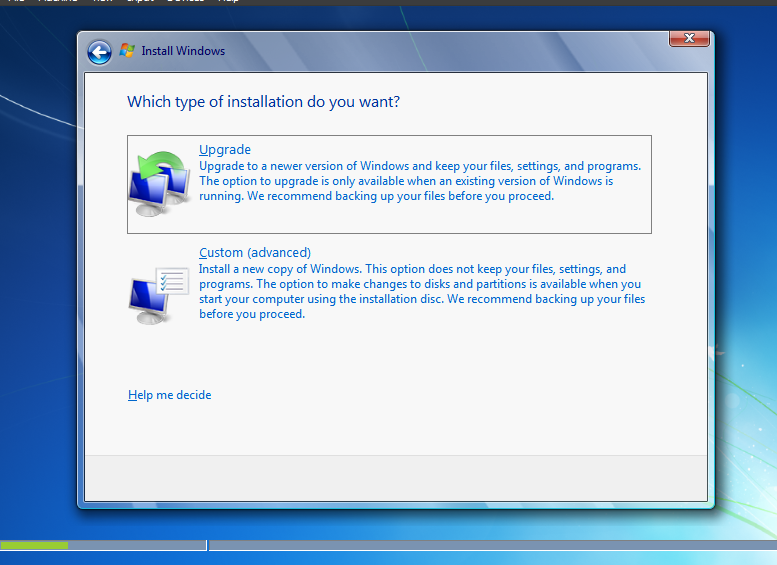 Install Windows
Which type of installation do you want?
Upgrade
Upgrade to a newer version of Windows and keep your files, settings, and programs.
The option to upgrade is only available when an existing version of Windows is
running. We recommend backing up your files before you proceed.
Custom (advanced)
Install a new copy of Windows. This option does not keep your files, settings, and
programs. The option to make changes to disks and partitions is available when you
start your computer using the installation disc. We recommend backing up your files
before you proceed.
Help me decide